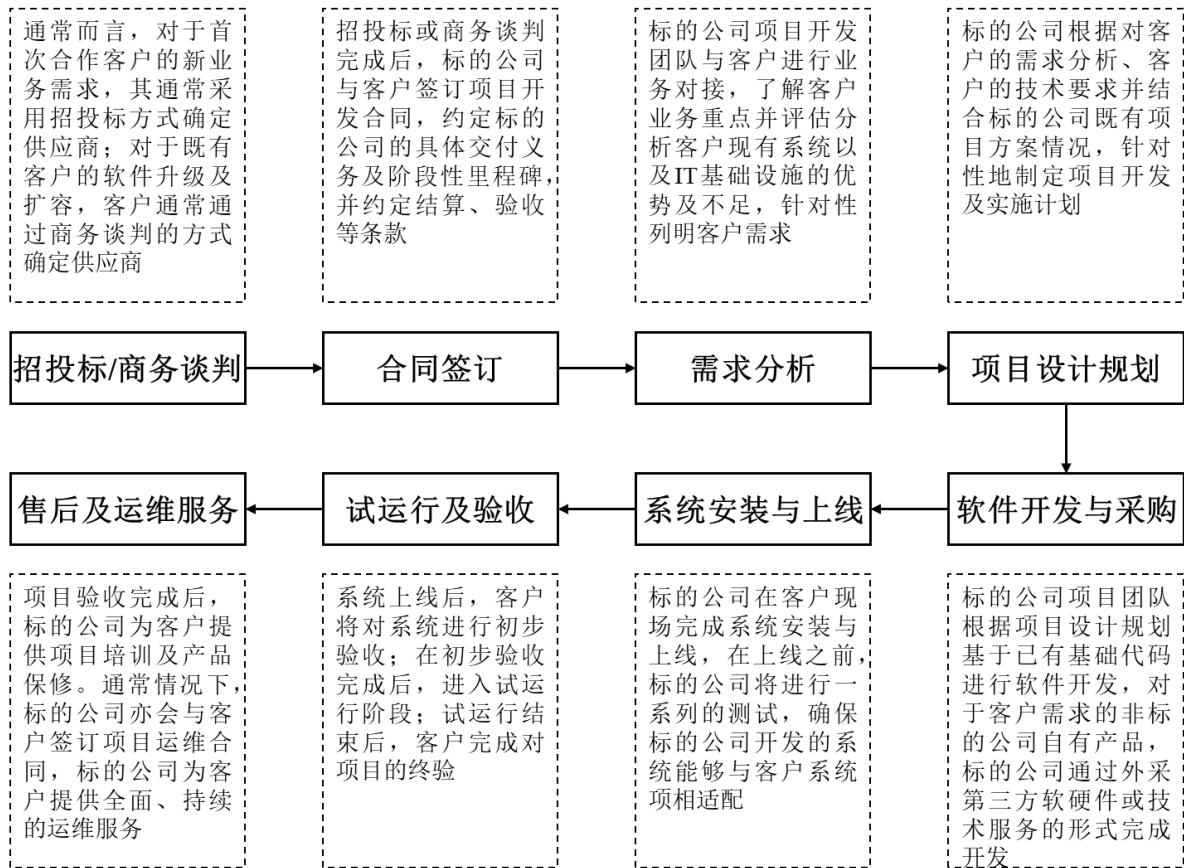 通常而言，对于首
次合作客户的新业
务需求，其通常采
用招投标方式确定
供应商；对于既有
客户的软件升级及
扩容，客户通常通
过商务谈判的方式
确定供应商
招投标或商务谈判
完成后，标的公司
与客户签订项目开
发合同，约定标的
公司的具体交付义
务及阶段性里程碑，
并约定结算、验收
等条款
标的公司项目开发
团队与客户进行业
务对接，了解客户
业务重点并评估分
析客户现有系统以
及IT基础设施的优
势及不足，针对性
列明客户需求
标的公司根据对客
户的需求分析、客
户的技术要求并结
合标的公司既有项
目方案情况，针对
性地制定项目开发
及实施计划
招投标/商务谈判
合同签订
需求分析
项目设计规划
售后及运维服务
试运行及验收
系统安装与上线
软件开发与采购
项目验收完成后，
标的公司为客户提
供项目培训及产品
保修。通常情况下，
标的公司亦会与客
户签订项目运维合
同，标的公司为客
户提供全面、持续
的运维服务
系统上线后，客户
将对系统进行初步
验收；在初步验收
完成后，进入试运
行阶段；试运行结
束后，客户完成对
项目的终验
标的公司在客户现
场完成系统安装与
上线，在上线之前，
标的公司将进行一
系列的测试，确保
标的公司开发的系
统能够与客户系统
项相适配
标的公司项目团队
根据项目设计规划
基于已有基础代码
进行软件开发，对
于客户需求的非标
的公司自有产品，
标的公司通过外采
第三方软硬件或技
术服务的形式完成
开发